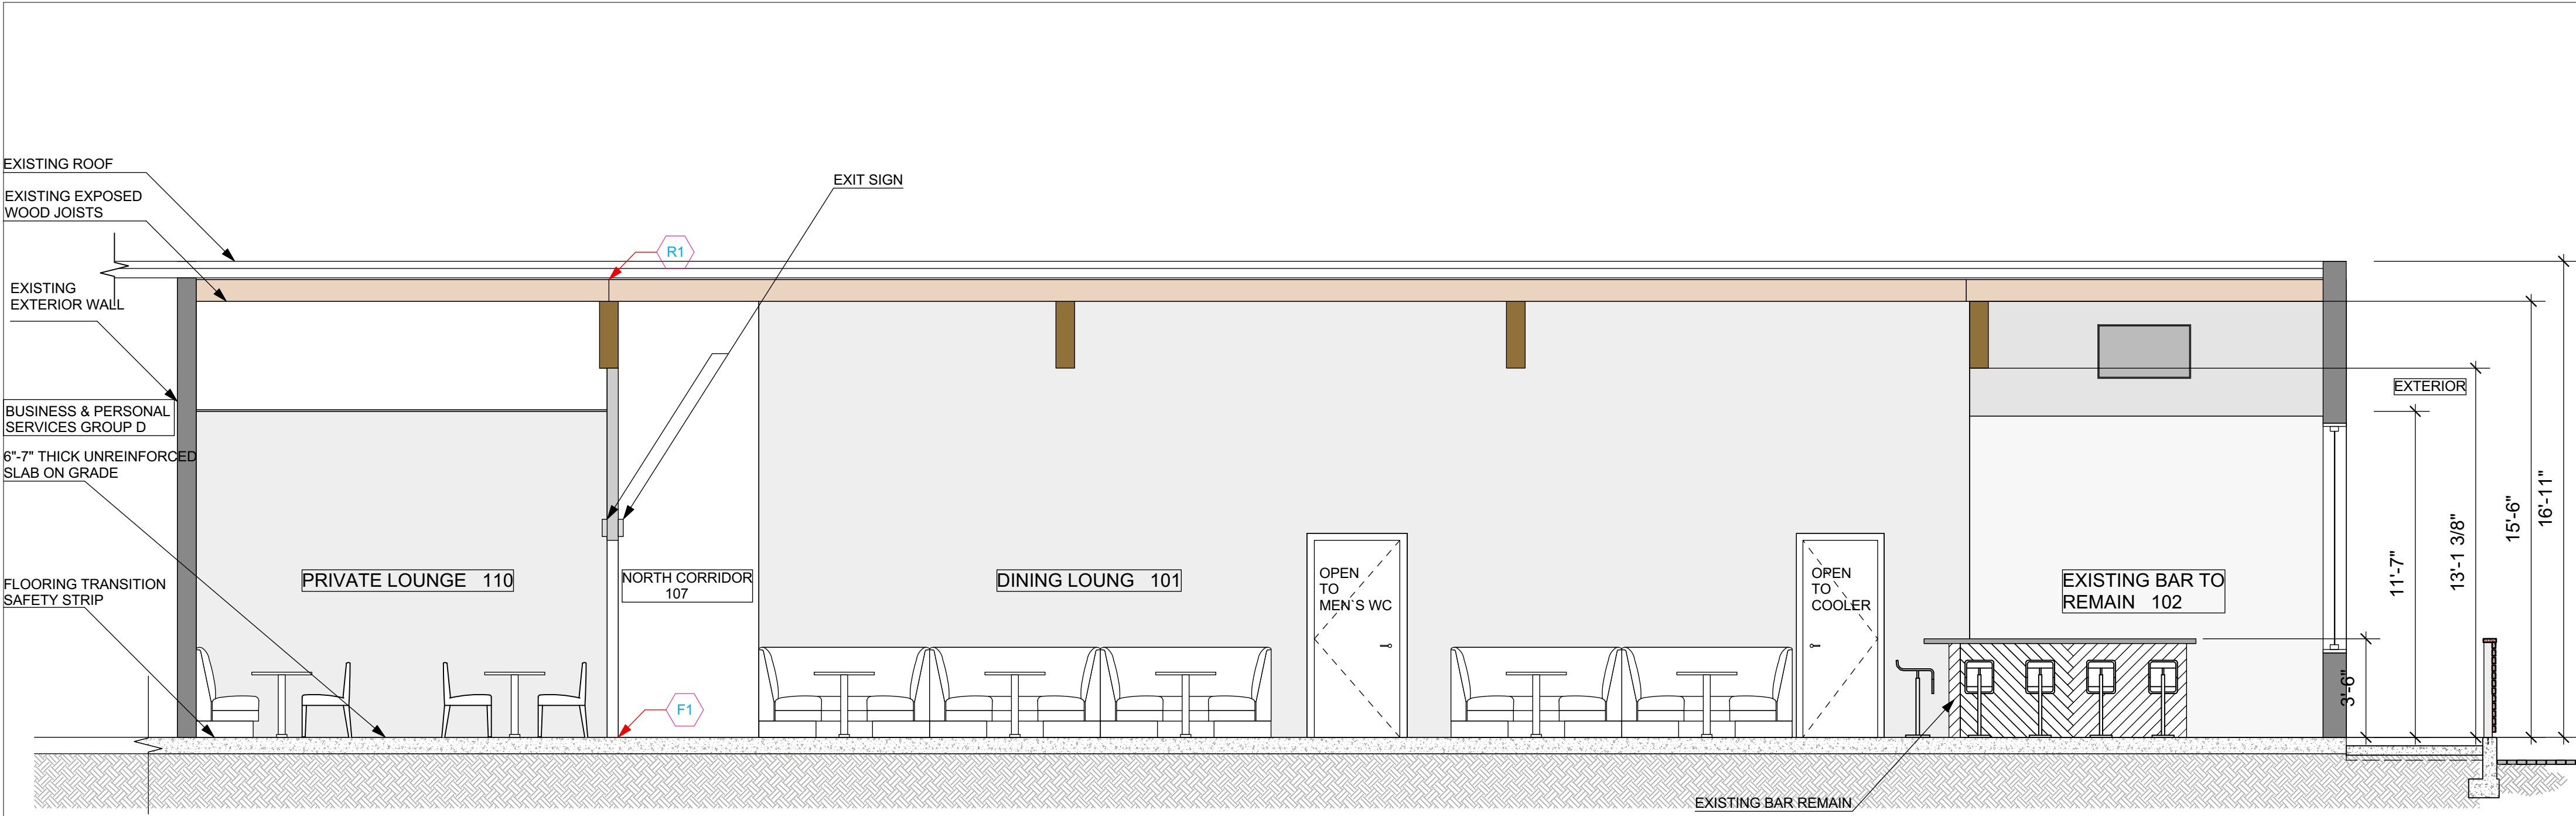 EXISTING ROOF
EXISTING EXPOSED
WOOD JOISTS
EXISTING
EXTERIOR WALL
BUSINESS & PERSONAL
SERVICES GROUP D
6"-7" THICK UNREINFORCED
SLAB ON GRADE
FLOORING TRANSITION
SAFETY STRIP
EXIT SIGN
R1
PRIVATE LOUNGE 110
NORTH CORRIDOR
107
F1
DINING LOUNG 101
OPEN
TO
MEN`S WC
OPEN
TO
COOLER
EXISTING BAR TO
REMAIN 102
EXISTING BAR REMAIN
EXTERIOR
3'-6"
11'-7"
13'-1 3/8"
15'-6"
16'-11"